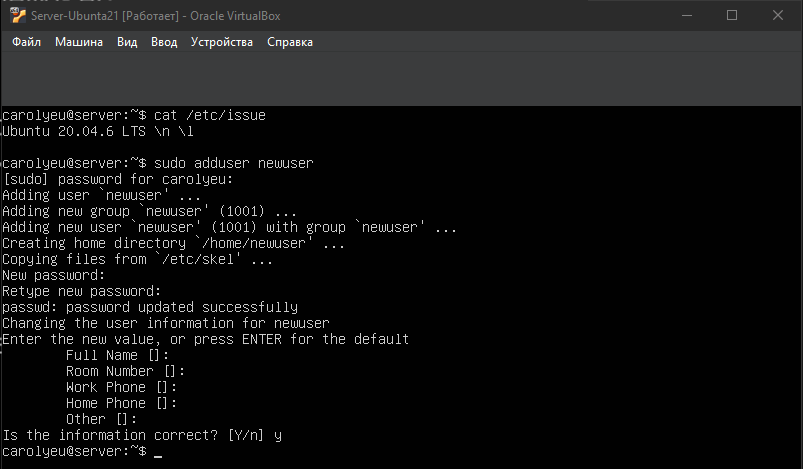 Server-Ubunta21 [Работает] - Oracle VirtualBox
Файл Машина Вид Ввод Устройства Справка
carolyeu@server:~$ cat /etc/issue
Ubuntu 20.04.6 LTS \n \l
carolyeu@server:~$ sudo adduser newuser
[sudo] password for carolyeu:
Adding user `newuser' ...
Adding new group `newuser' (1001) ...
Adding new user `newuser' (1001) with group `newuser' ...
Creating home directory `/home/newuser' ...
Copying files from `/etc/skel' ...
New password:
Retype new password:
passwd: password updated successfully
Changing the user information for newuser
Enter the new value, or press ENTER for the default
Full Name []:
Room Number []:
Work Phone []:
Home Phone []:
Other []:
Is the information correct? [Y/n] y
carolyeu@server:~$ _